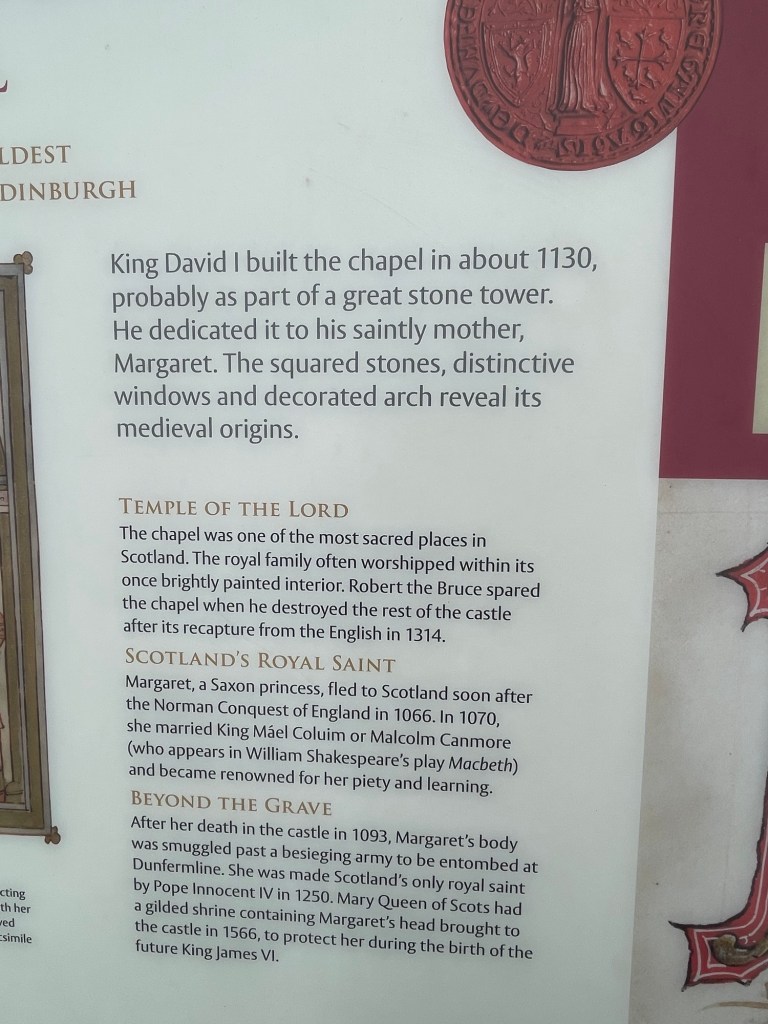 LDEST
DINBURGH
King David I built the chapel in about 1130,
probably as part of a great stone tower.
He dedicated it to his saintly mother,
Margaret. The squared stones, distinctive
windows and decorated arch reveal its
medieval origins.
TEMPLE OF THE LORD
The chapel was one of the most sacred places in
Scotland. The royal family often worshipped within its
once brightly painted interior. Robert the Bruce spared
the chapel when he destroyed the rest of the castle
after its recapture from the English in 1314.
SCOTLAND'S ROYAL SAINT
Margaret, a Saxon princess, fled to Scotland soon after
the Norman Conquest of England in 1066. In 1070,
she married King Máel Coluim or Malcolm Canmore
(who appears in William Shakespeare's play Macbeth)
and became renowned for her piety and learning.
BEYOND THE GRAVE
After her death in the castle in 1093, Margaret's body
was smuggled past a besieging army to be entombed at
Dunfermline. She was made Scotland's only royal saint
by Pope Innocent IV in 1250. Mary Queen of Scots had
a gilded shrine containing Margaret's head brought to
the castle in 1566, to protect her during the birth of the
future King James VI.
cting
th her
ved
csimile